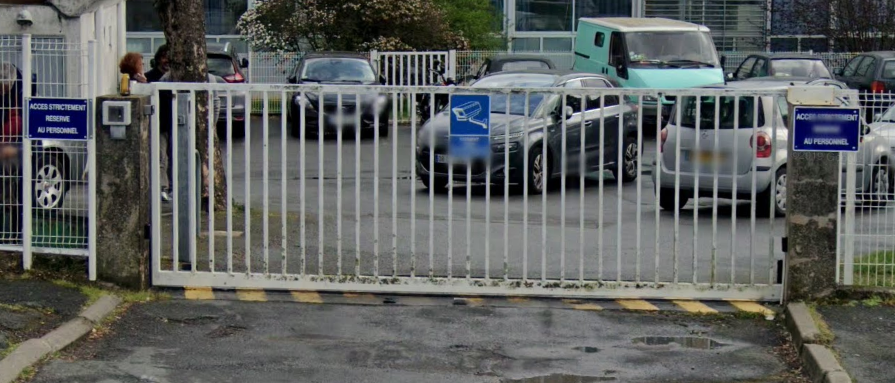 ACCES STRICTEMENT
RESERVE
AU PERSONNEL
ACCES STRICTEMENT
AU PERSONNEL